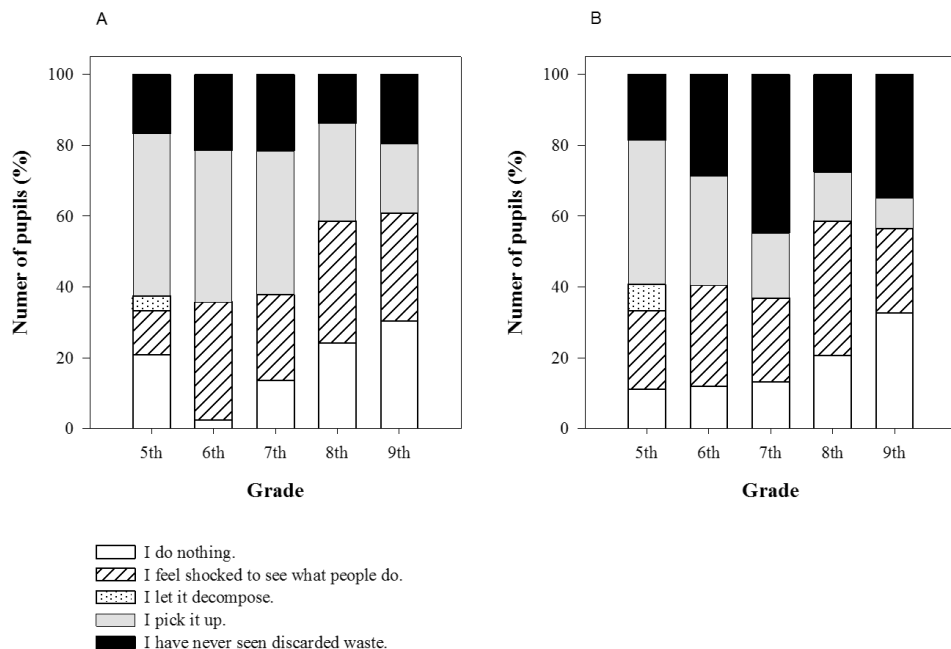 A
B
Numer of pupils (%)
100
80
60
40
20
0
5th 6th 7th 8th 9th
Grade
Numer of pupils (%)
100
80
60
40
20
0
5th 6th 7th 8th 9th
Grade
I do nothing.
I feel shocked to see what people do.
I let it decompose.
I pick it up.
I have never seen discarded waste.